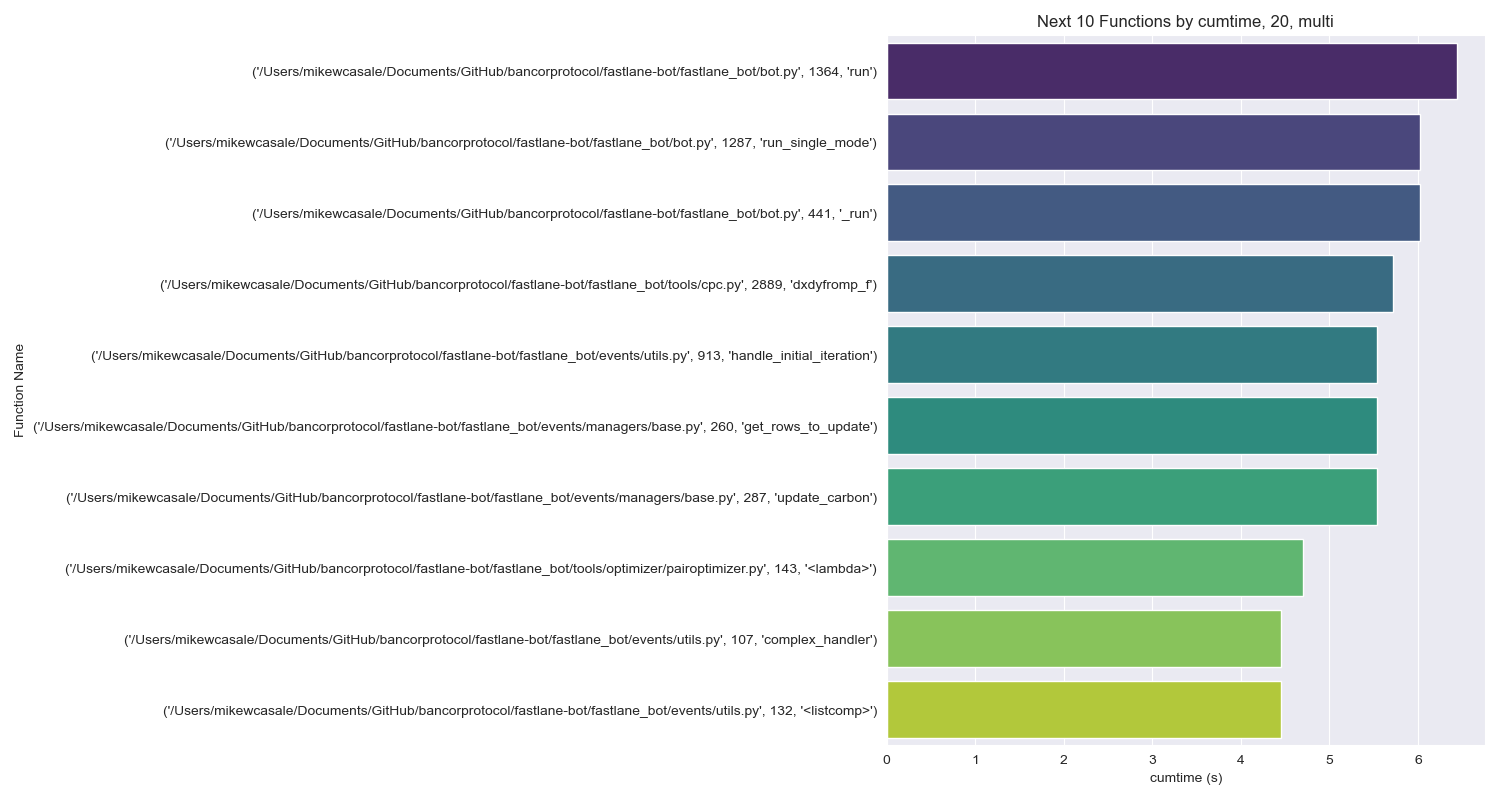 Next 10 Functions by cumtime, 20, multi
('/Users/mikewcasale/Documents/GitHub/bancorprotocol/fastlane-bot/fastlane_bot/bot.py', 1364, 'run')
('/Users/mikewcasale/Documents/GitHub/bancorprotocol/fastlane-bot/fastlane_bot/bot.py', 1287, 'run_single_mode')
('/Users/mikewcasale/Documents/GitHub/bancorprotocol/fastlane-bot/fastlane_bot/bot.py', 441, '_run')
('/Users/mikewcasale/Documents/GitHub/bancorprotocol/fastlane-bot/fastlane_bot/tools/cpc.py', 2889, 'dxdyfromp_f')
('/Users/mikewcasale/Documents/GitHub/bancorprotocol/fastlane-bot/fastlane_bot/events/utils.py', 913, 'handle_initial_iteration')
('/Users/mikewcasale/Documents/GitHub/bancorprotocol/fastlane-bot/fastlane_bot/events/managers/base.py', 260, 'get_rows_to_update')
('/Users/mikewcasale/Documents/GitHub/bancorprotocol/fastlane-bot/fastlane_bot/events/managers/base.py', 287, 'update_carbon')
('/Users/mikewcasale/Documents/GitHub/bancorprotocol/fastlane-bot/fastlane_bot/tools/optimizer/pairoptimizer.py', 143, '<lambda>')
('/Users/mikewcasale/Documents/GitHub/bancorprotocol/fastlane-bot/fastlane_bot/events/utils.py', 107, 'complex_handler')
('/Users/mikewcasale/Documents/GitHub/bancorprotocol/fastlane-bot/fastlane_bot/events/utils.py', 132, '<listcomp>')
Function Name
0 1 2 3 4 5 6
cumtime (s)